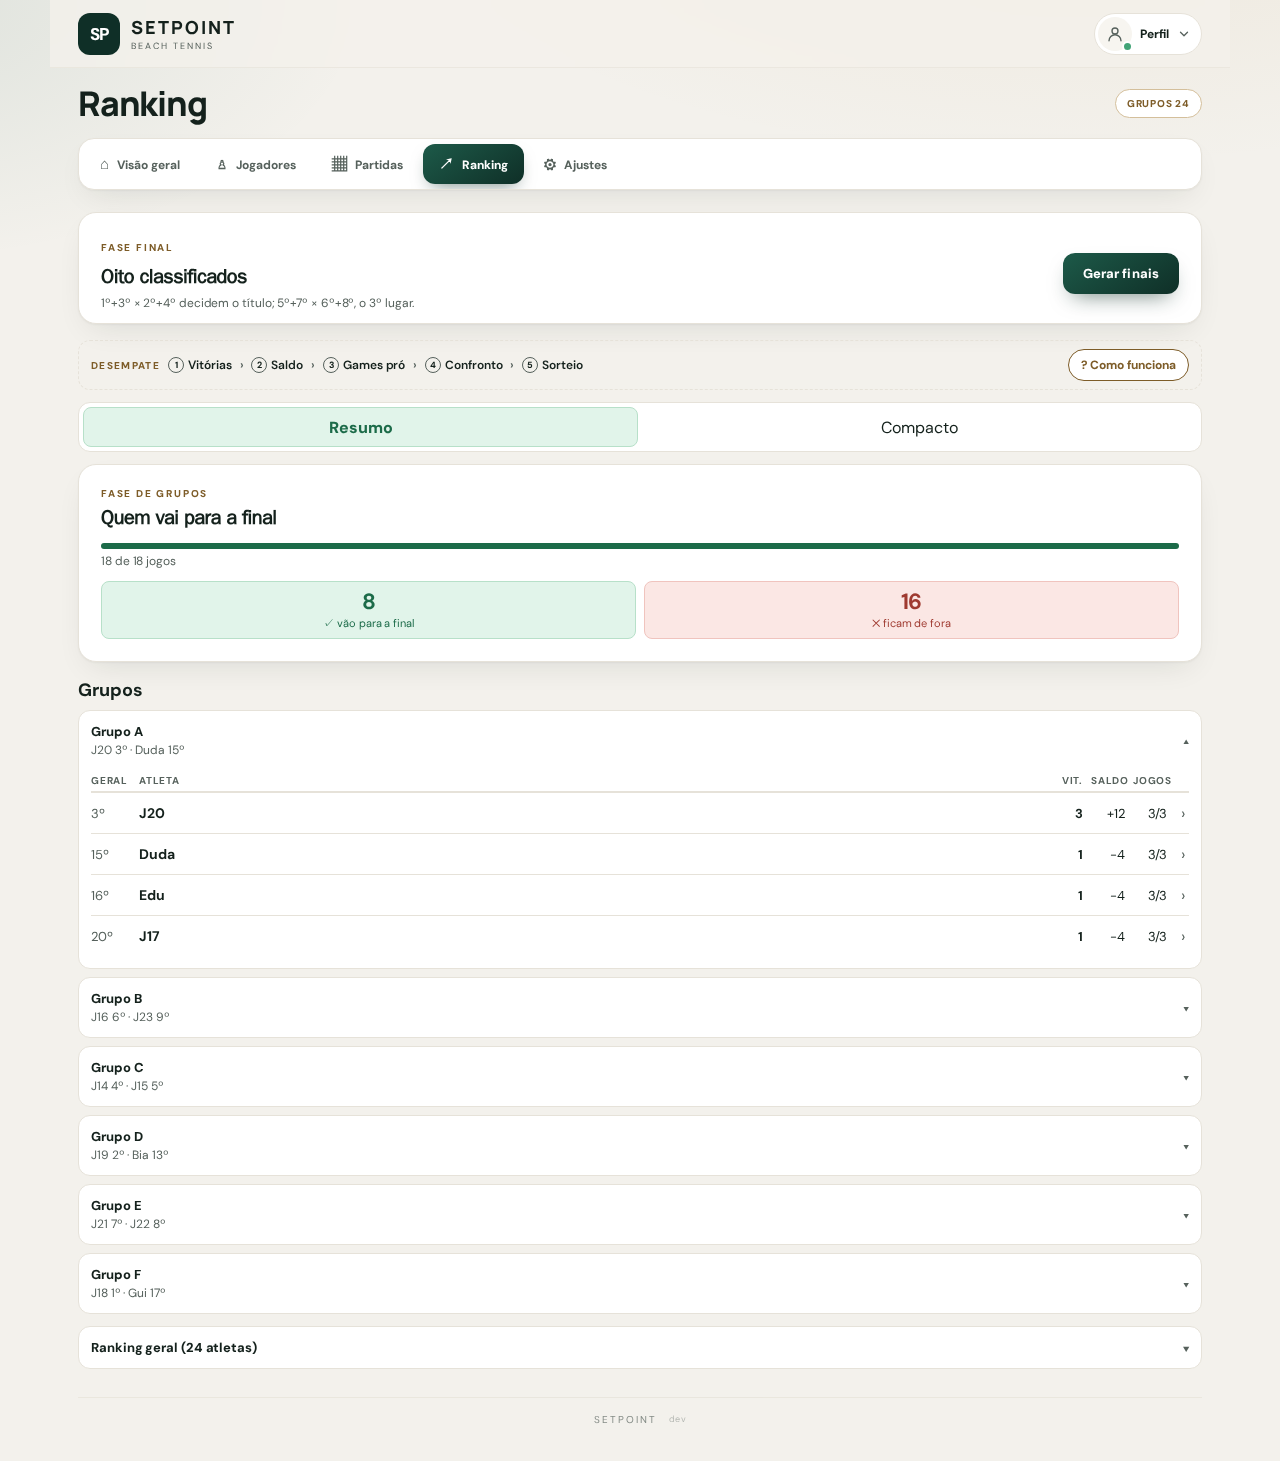 SP
SETPOINT
BEACH TENNIS
Perfil
Ranking
GRUPOS 24
Visão geral
Jogadores
Partidas
Ranking
Ajustes
FASE FINAL
Oito classificados
1º+3º × 2º+4º decidem o título; 5º+7º × 6º+8º, o 3º lugar.
Gerar finais
DESEMPATE 1 Vitórias › 2 Saldo › 3 Games pró › 4 Confronto › 5 Sorteio
? Como funciona
Resumo
Compacto
FASE DE GRUPOS
Quem vai para a final
18 de 18 jogos
8
✓ vão para a final
16
✕ ficam de fora
Grupos
Grupo A
J20 3º · Duda 15º
GERAL ATLETA VIT. SALDO JOGOS
3º J20 3 +12 3/3 ›
15º Duda 1 -4 3/3 ›
16º Edu 1 -4 3/3 ›
20º J17 1 -4 3/3 ›
Grupo B
J16 6º · J23 9º
Grupo C
J14 4º · J15 5º
Grupo D
J19 2º · Bia 13º
Grupo E
J21 7º · J22 8º
Grupo F
J18 1º · Gui 17º
Ranking geral (24 atletas)
SETPOINT dev